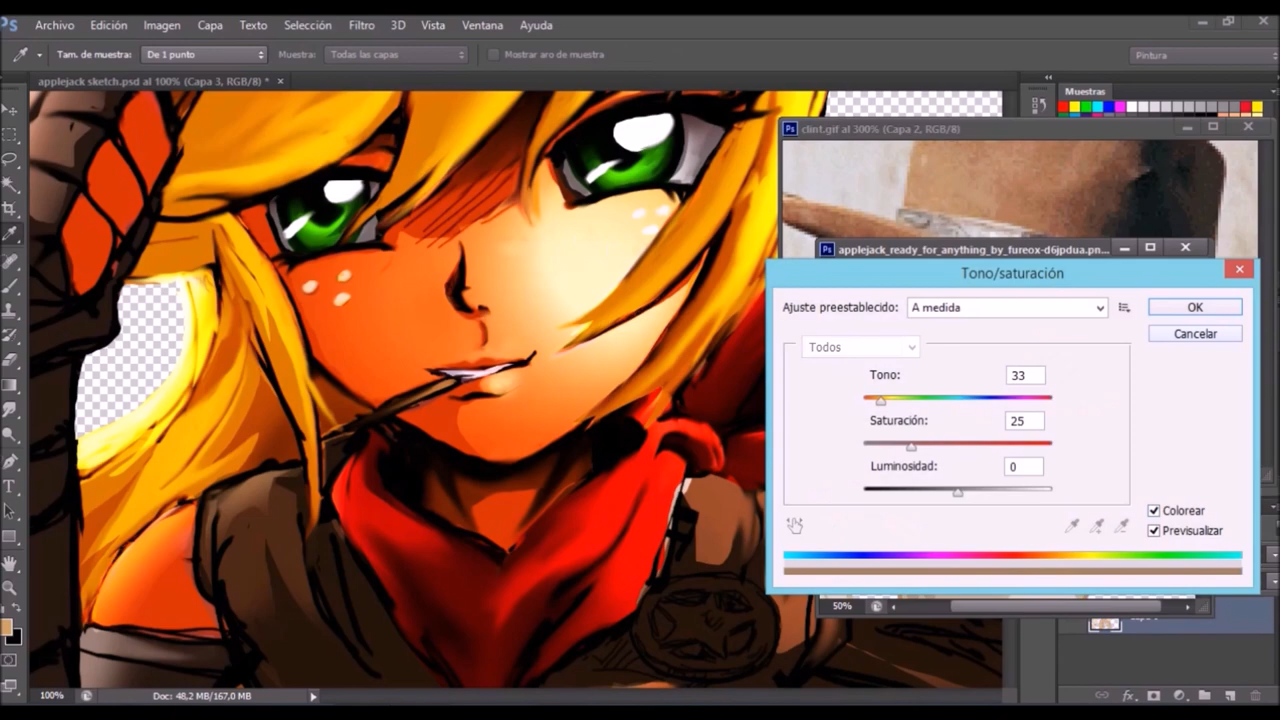 Ps Archivo Edición Imagen Capa Texto Selección Filtro 3D Vista Ventana Ayuda
Tam. de muestra: De 1 punto Muestra: Todas las capas Mostrar aro de muestra Pintura
applejack sketch.psd al 100% (Capa 3, RGB/8) *
Muestras
Ps clint.gif al 300% (Capa 2, RGB/8)
Ps applejack_ready_for_anything_by_fureox-d6jpdua.pn...
Tono/saturación
Ajuste preestablecido: A medida OK
Cancelar
Todos
Tono: 33
Saturación: 25
Luminosidad: 0
Colorear
Previsualizar
50%
100% Doc: 48,2 MB/167,0 MB